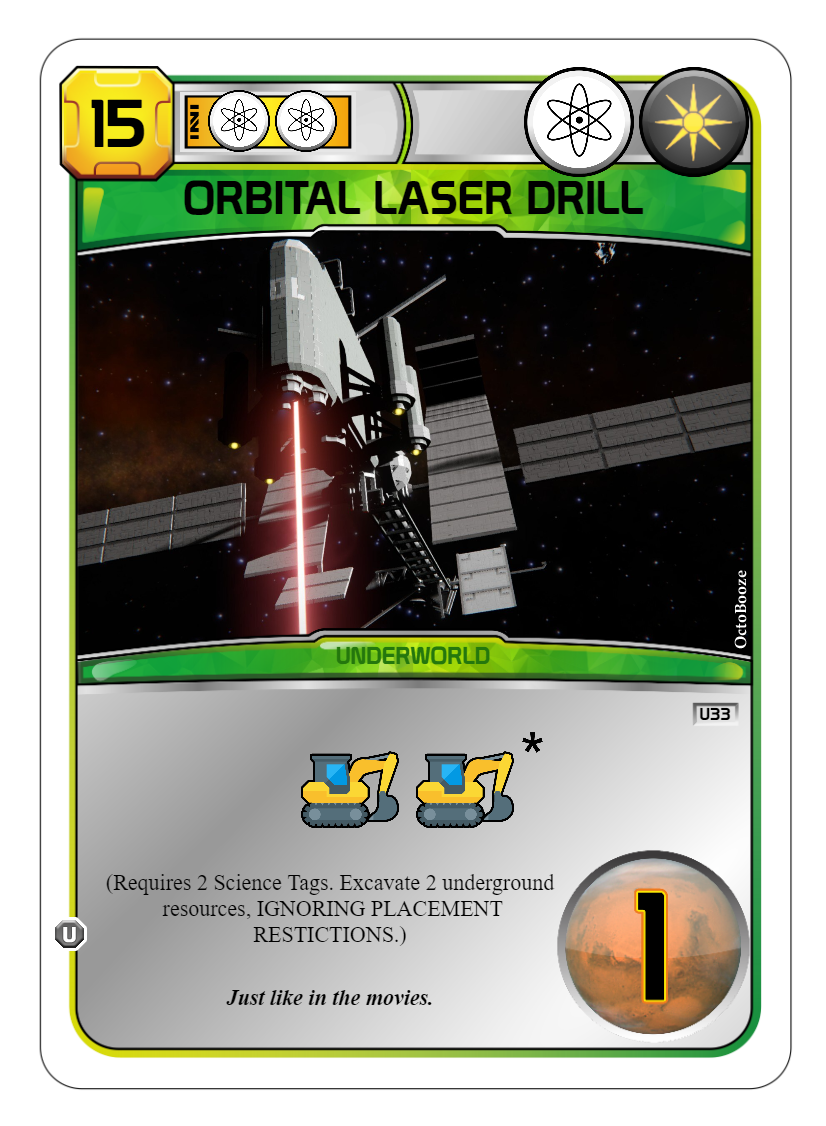 15
ORBITAL LASER DRILL
OctoBooze
UNDERWORLD
U33
*
(Requires 2 Science Tags. Excavate 2 underground
resources, IGNORING PLACEMENT
RESTICTIONS.)
U
1
Just like in the movies.